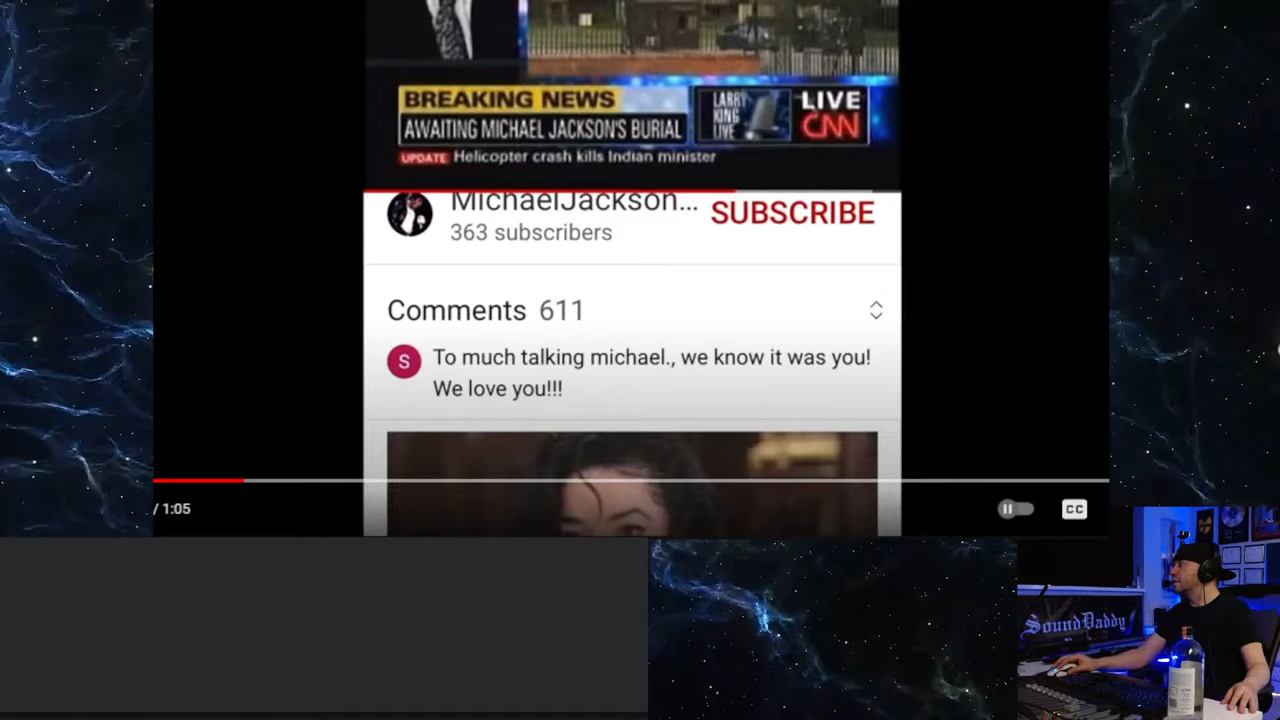 BREAKING NEWS
AWAITING MICHAEL JACKSON'S BURIAL
LARRY
KING
LIVE
LIVE
CNN
UPDATE Helicopter crash kills Indian minister
MichaelJackson...
SUBSCRIBE
363 subscribers
Comments 611
S
To much talking michael., we know it was you!
We love you!!!
/ 1:05
CC
SoundDaddy